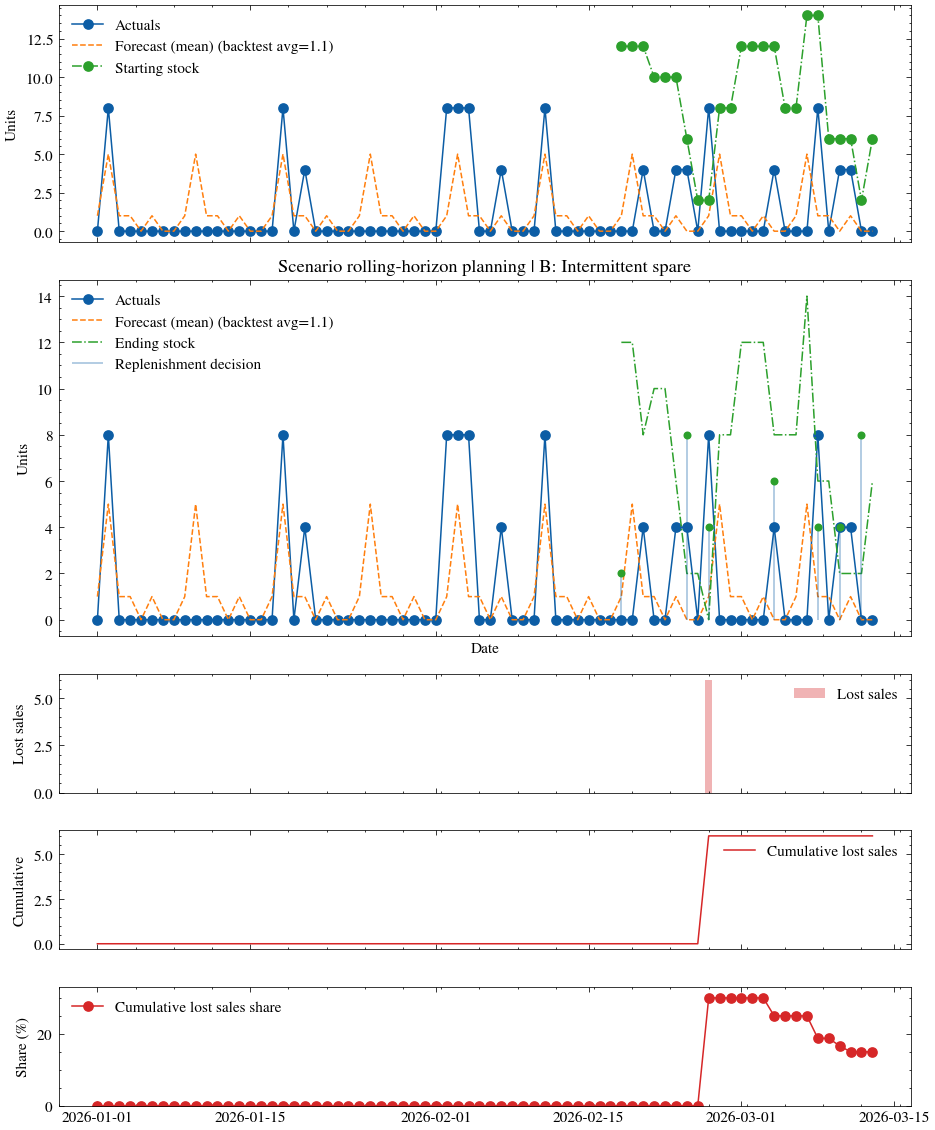 Actuals
Forecast (mean) (backtest avg=1.1)
Starting stock
Units
12.5
10.0
7.5
5.0
2.5
0.0
Scenario rolling-horizon planning | B: Intermittent spare
Actuals
Forecast (mean) (backtest avg=1.1)
Ending stock
Replenishment decision
Units
14
12
10
8
6
4
2
0
Date
Lost sales
5.0
2.5
0.0
Lost sales
Cumulative
5.0
2.5
0.0
Cumulative lost sales
Share (%)
20
0
Cumulative lost sales share
2026-01-01
2026-01-15
2026-02-01
2026-02-15
2026-03-01
2026-03-15